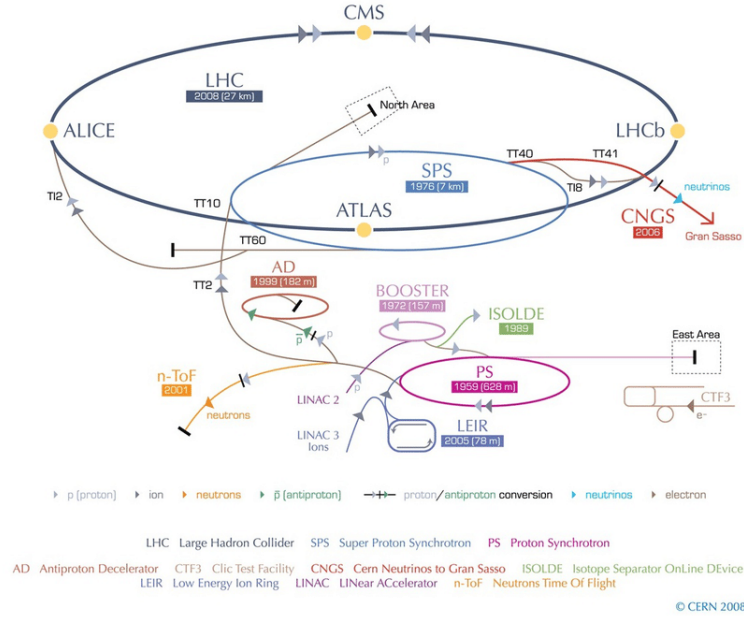 CMS
LHC
2008 (27 km)
North Area
ALICE
LHCb
TT40
TT41
SPS
1976 (7 km)
p
TI8
neutrinos
TI2
TT10
ATLAS
CNGS
2006
Gran Sasso
TT60
AD
1999 (182 m)
TT2
BOOSTER
1972 (157 m)
ISOLDE
1989
p̄
p
East Area
n-ToF
2001
PS
1959 (628 m)
p
LINAC 2
neutrons
CTF3
e-
LINAC 3
Ions
LEIR
2005 (78 m)
p (proton)
ion
neutrons
p̄ (antiproton)
proton/antiproton conversion
neutrinos
electron
LHC Large Hadron Collider SPS Super Proton Synchrotron PS Proton Synchrotron
AD Antiproton Decelerator CTF3 Clic Test Facility CNGS Cern Neutrinos to Gran Sasso ISOLDE Isotope Separator OnLine DEvice
LEIR Low Energy Ion Ring LINAC LINear ACcelerator n-ToF Neutrons Time Of Flight
© CERN 2008